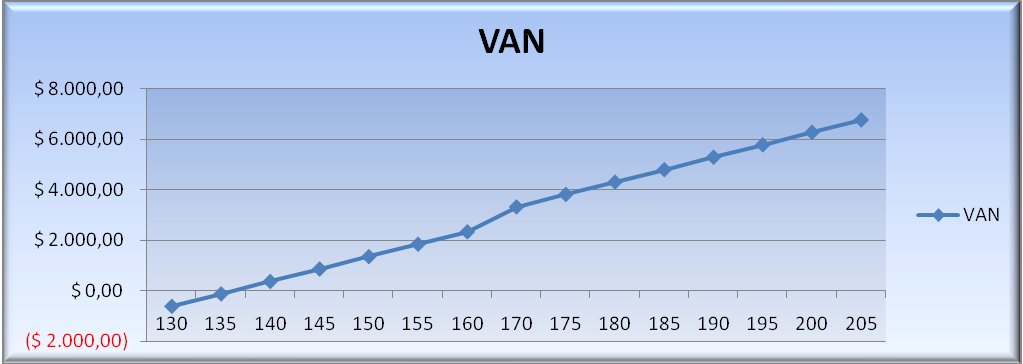 VAN
$ 8.000,00
$ 6.000,00
$ 4.000,00
$ 2.000,00
$ 0,00
($ 2.000,00)
130 135 140 145 150 155 160 170 175 180 185 190 195 200 205
VAN